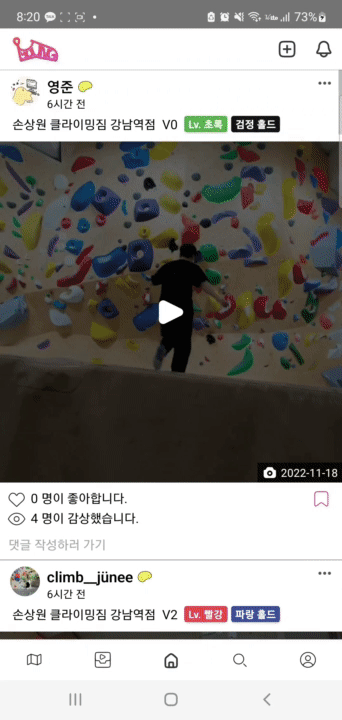 8:20
73%
영준
6시간 전
손상원 클라이밍짐 강남역점 V0 Lv. 초록 검정 홀드
2022-11-18
0 명이 좋아합니다.
4 명이 감상했습니다.
댓글 작성하러 가기
climb__jünee
6시간 전
손상원 클라이밍짐 강남역점 V2 Lv. 빨강 파랑 홀드